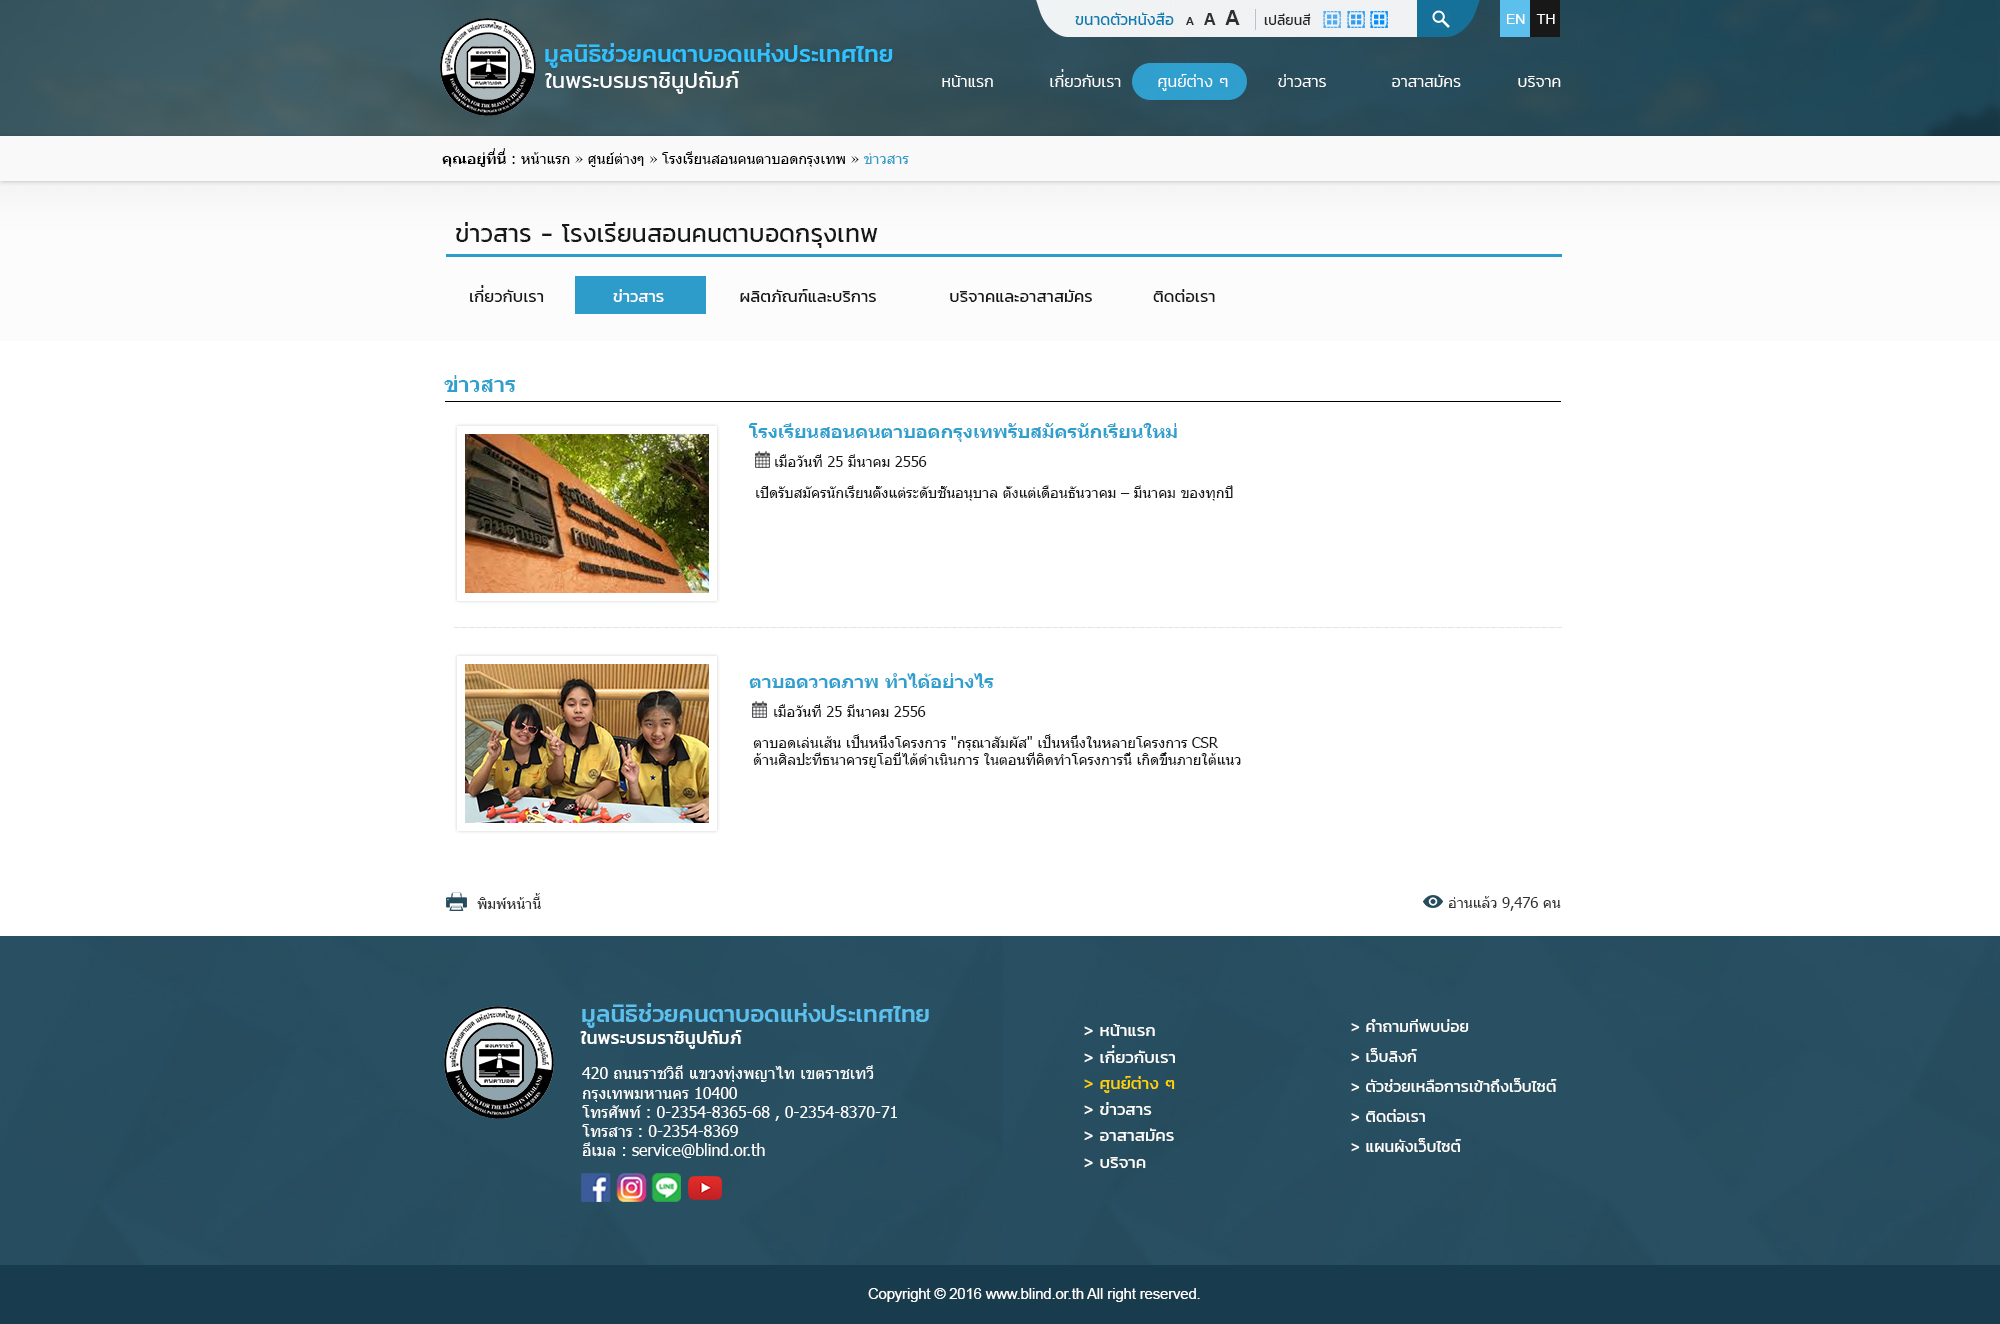 ขนาดตัวหนังสือ A A A เปลี่ยนสี EN TH
มูลนิธิช่วยคนตาบอดแห่งประเทศไทย
ในพระบรมราชินูปถัมภ์
หน้าแรก เกี่ยวกับเรา ศูนย์ต่าง ๆ ข่าวสาร อาสาสมัคร บริจาค
คุณอยู่ที่นี่ : หน้าแรก » ศูนย์ต่างๆ » โรงเรียนสอนคนตาบอดกรุงเทพ » ข่าวสาร
ข่าวสาร - โรงเรียนสอนคนตาบอดกรุงเทพ
เกี่ยวกับเรา ข่าวสาร ผลิตภัณฑ์และบริการ บริจาคและอาสาสมัคร ติดต่อเรา
ข่าวสาร
โรงเรียนสอนคนตาบอดกรุงเทพรับสมัครนักเรียนใหม่
เมื่อวันที่ 25 มีนาคม 2556
เปิดรับสมัครนักเรียนตั้งแต่ระดับชั้นอนุบาล ตั้งแต่เดือนธันวาคม – มีนาคม ของทุกปี
คนตาบอด
ตาบอดวาดภาพ ทำได้อย่างไร
เมื่อวันที่ 25 มีนาคม 2556
ตาบอดเล่นเส้น เป็นหนึ่งโครงการ "กรุณาสัมผัส" เป็นหนึ่งในหลายโครงการ CSR
ด้านศิลปะที่ธนาคารยูโอบีได้ดำเนินการ ในตอนที่คิดทำโครงการนี้ เกิดขึ้นภายใต้แนว
พิมพ์หน้านี้
อ่านแล้ว 9,476 คน
มูลนิธิช่วยคนตาบอดแห่งประเทศไทย
ในพระบรมราชินูปถัมภ์
420 ถนนราชวิถี แขวงทุ่งพญาไท เขตราชเทวี
กรุงเทพมหานคร 10400
โทรศัพท์ : 0-2354-8365-68 , 0-2354-8370-71
โทรสาร : 0-2354-8369
อีเมล : service@blind.or.th
LINE
> หน้าแรก
> เกี่ยวกับเรา
> ศูนย์ต่าง ๆ
> ข่าวสาร
> อาสาสมัคร
> บริจาค
> คำถามที่พบบ่อย
> เว็บลิงก์
> ตัวช่วยเหลือการเข้าถึงเว็บไซต์
> ติดต่อเรา
> แผนผังเว็บไซต์
Copyright © 2016 www.blind.or.th All right reserved.